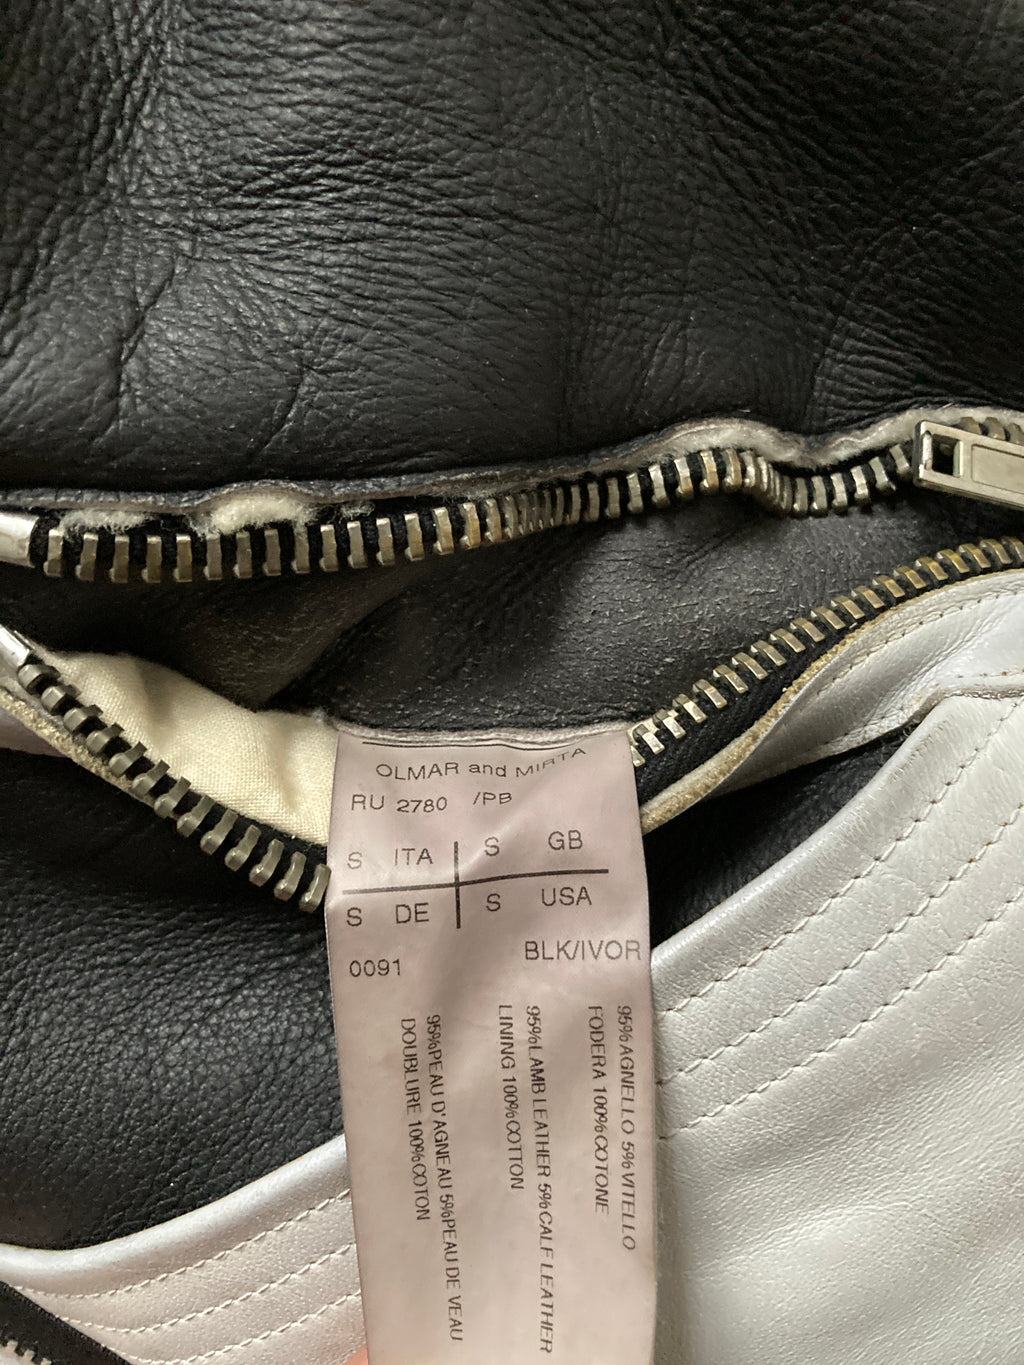 OLMAR and MIRTA
RU 2780 /PB
S ITA S GB
S DE S USA
0091 BLK/IVOR
95%AGNELLO 5%VITELLO
FODERA 100%COTONE
95%LAMB LEATHER 5%CALF LEATHER
LINING 100%COTTON
95%PEAU D'AGNEAU 5%PEAU DE VEAU
DOUBLURE 100%COTON